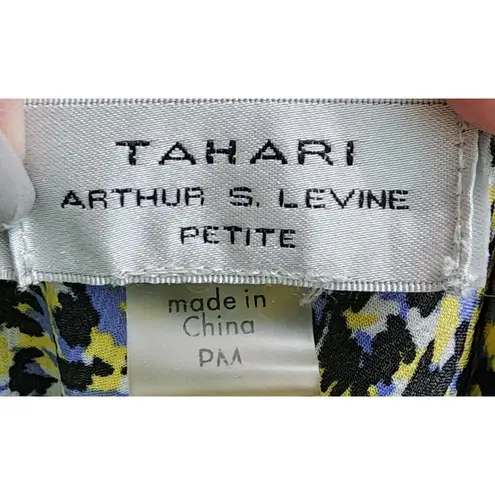 TAHARI
ARTHUR S. LEVINE
PETITE
made in
China
PM